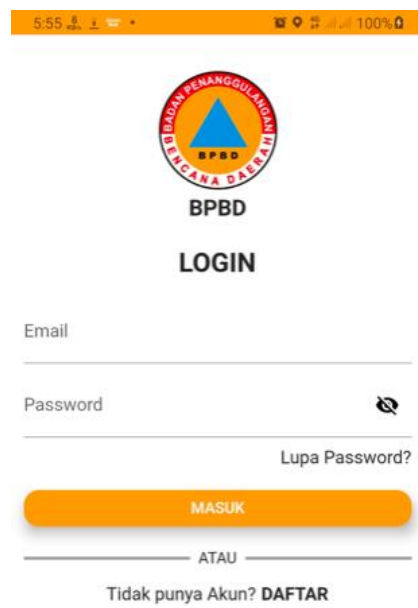 5:55
100%
BADAN PENANGGULANGAN
BENCANA DAERAH
BPBD
BPBD
LOGIN
Email
Password
Lupa Password?
MASUK
ATAU
Tidak punya Akun? DAFTAR